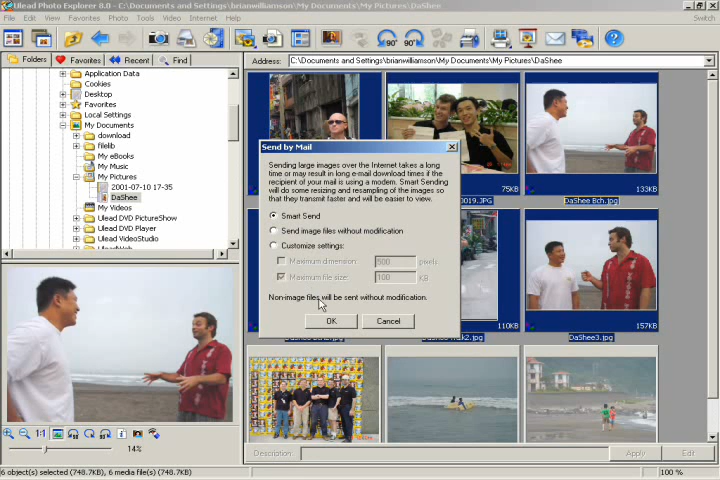 Ulead Photo Explorer 8.0 - C:\Documents and Settings\brianwilliamson\My Documents\My Pictures\DaShee
File Edit View Favorites Photo Tools Video Internet Help Switch
90° 90°
Folders Favorites Recent Find
Address: C:\Documents and Settings\brianwilliamson\My Documents\My Pictures\DaShee
Application Data
Cookies
Desktop
Favorites
Local Settings
My Documents
download
filelib
My eBooks
My Music
My Pictures
2001-07-10 17-35
DaShee
My Videos
Ulead DVD PictureShow
Ulead DVD Player
Ulead VideoStudio
75KB
133KB
0019.JPG
DaShee Bch.jpg
Send by Mail
Sending large images over the Internet takes a long
time or may result in long e-mail download times if the
recipient of your mail is using a modem. Smart Sending
will do some resizing and resampling of the images so
that they transmit faster and will be easier to view.
Smart Send
Send image files without modification
Customize settings:
Maximum dimension: 500 pixels
Maximum file size: 100 KB
Non-image files will be sent without modification.
OK Cancel
110KB
157KB
DaShee3.jpg
1:1 90 90
14%
Description: Apply Edit
6 object(s) selected (748.7KB), 6 media file(s) (748.7KB)
100 %